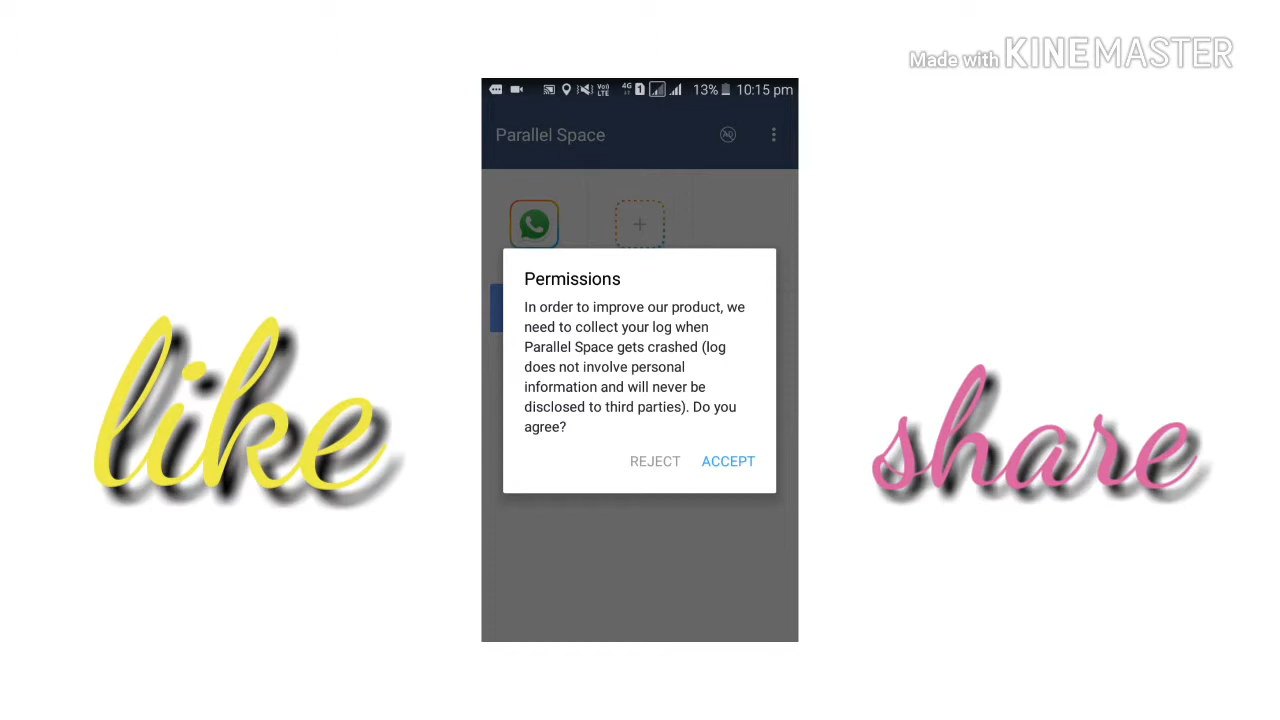 Made with KINEMASTER
13% 10:15 pm
Parallel Space
Permissions
In order to improve our product, we
need to collect your log when
Parallel Space gets crashed (log
does not involve personal
information and will never be
disclosed to third parties). Do you
agree?
REJECT ACCEPT
like
share